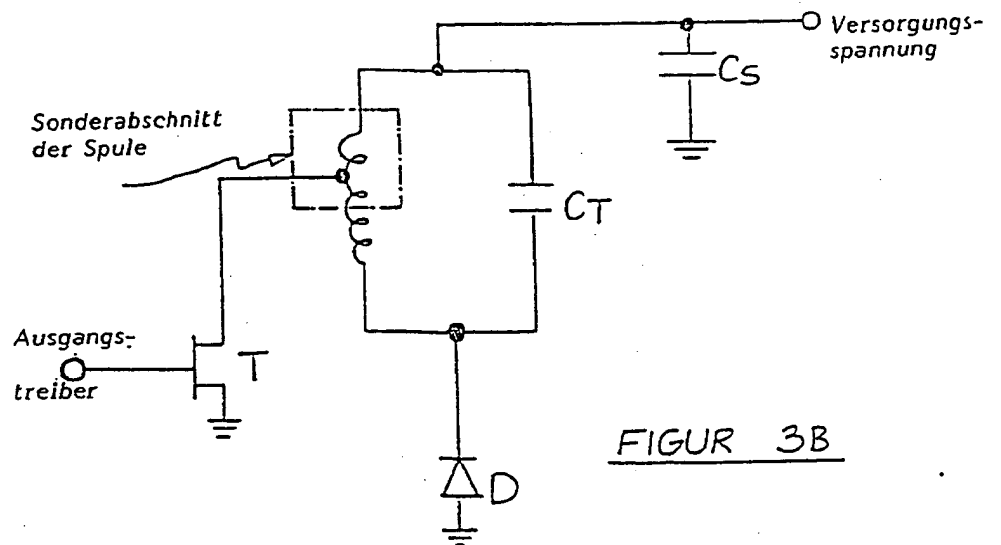 Versorgungs-
spannung
CS
Sonderabschnitt
der Spule
CT
Ausgangs-
treiber
T
FIGUR 3B
D